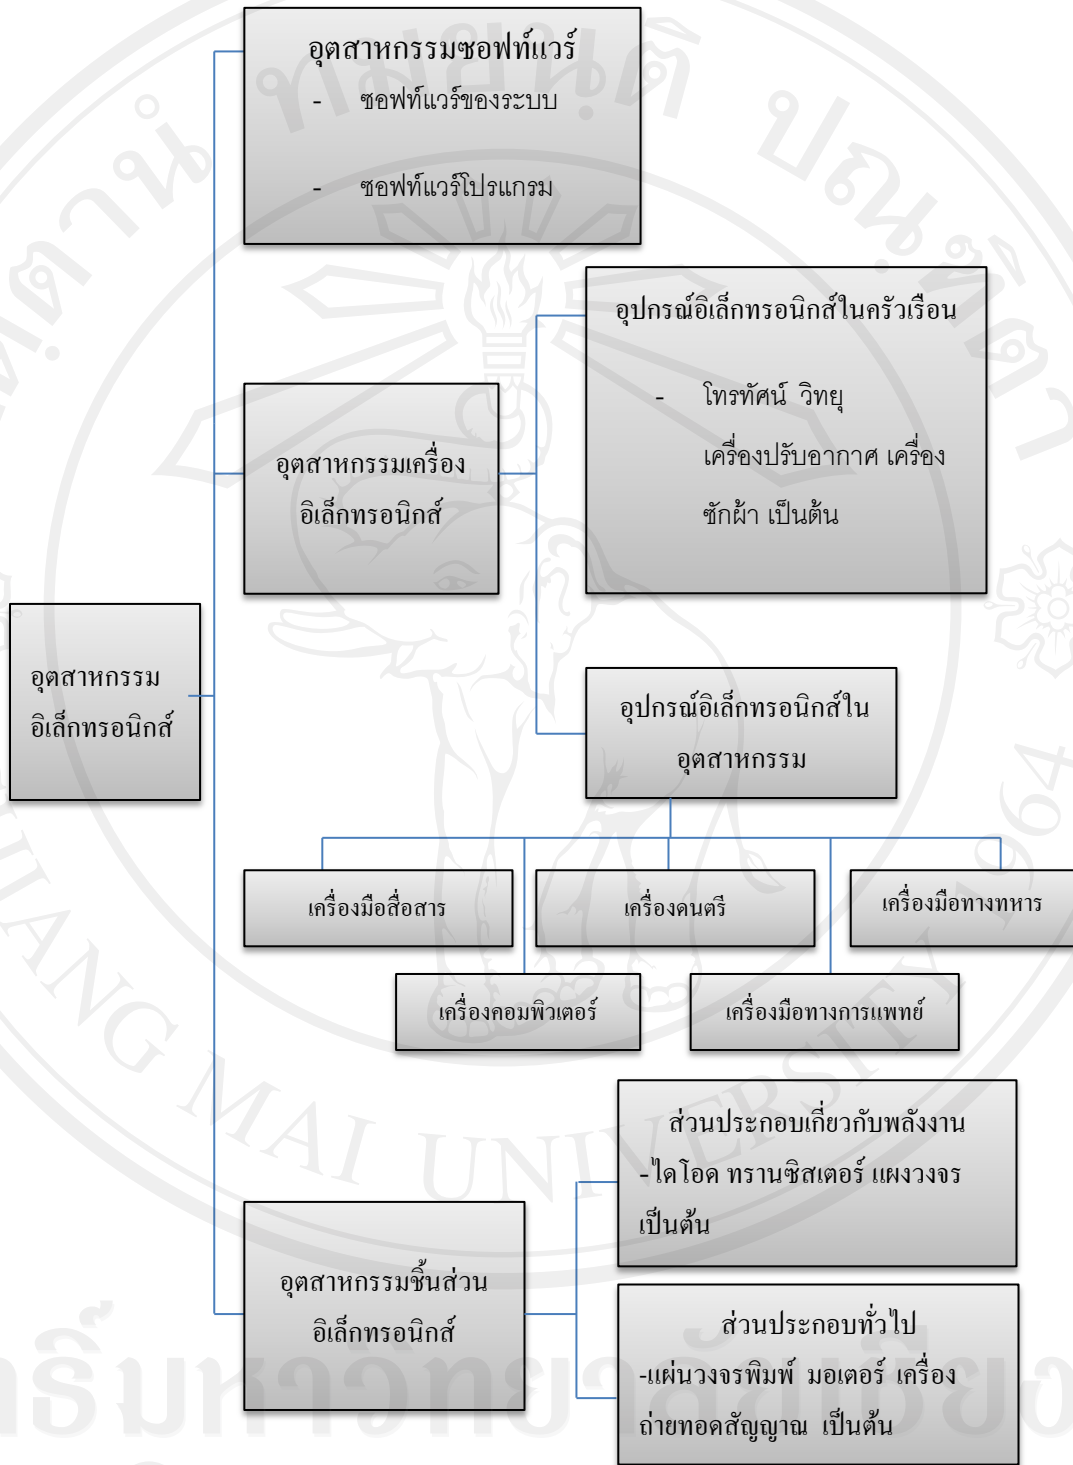 อุตสาหกรรมซอฟท์แวร์
- ซอฟท์แวร์ของระบบ
- ซอฟท์แวร์โปรแกรม
อุปกรณ์อิเล็กทรอนิกส์ในครัวเรือน
- โทรทัศน์ วิทยุ
เครื่องปรับอากาศ เครื่อง
ซักผ้า เป็นต้น
อุตสาหกรรมเครื่อง
อิเล็กทรอนิกส์
อุตสาหกรรม
อิเล็กทรอนิกส์
อุปกรณ์อิเล็กทรอนิกส์ใน
อุตสาหกรรม
เครื่องมือสื่อสาร
เครื่องดนตรี
เครื่องมือทางทหาร
เครื่องคอมพิวเตอร์
เครื่องมือทางการแพทย์
ส่วนประกอบเกี่ยวกับพลังงาน
-ไดโอด ทรานซิสเตอร์ แผงวงจร
เป็นต้น
อุตสาหกรรมชิ้นส่วน
อิเล็กทรอนิกส์
ส่วนประกอบทั่วไป
-แผ่นวงจรพิมพ์ มอเตอร์ เครื่อง
ถ่ายทอดสัญญาณ เป็นต้น
MAI UNIVERSITY 1964